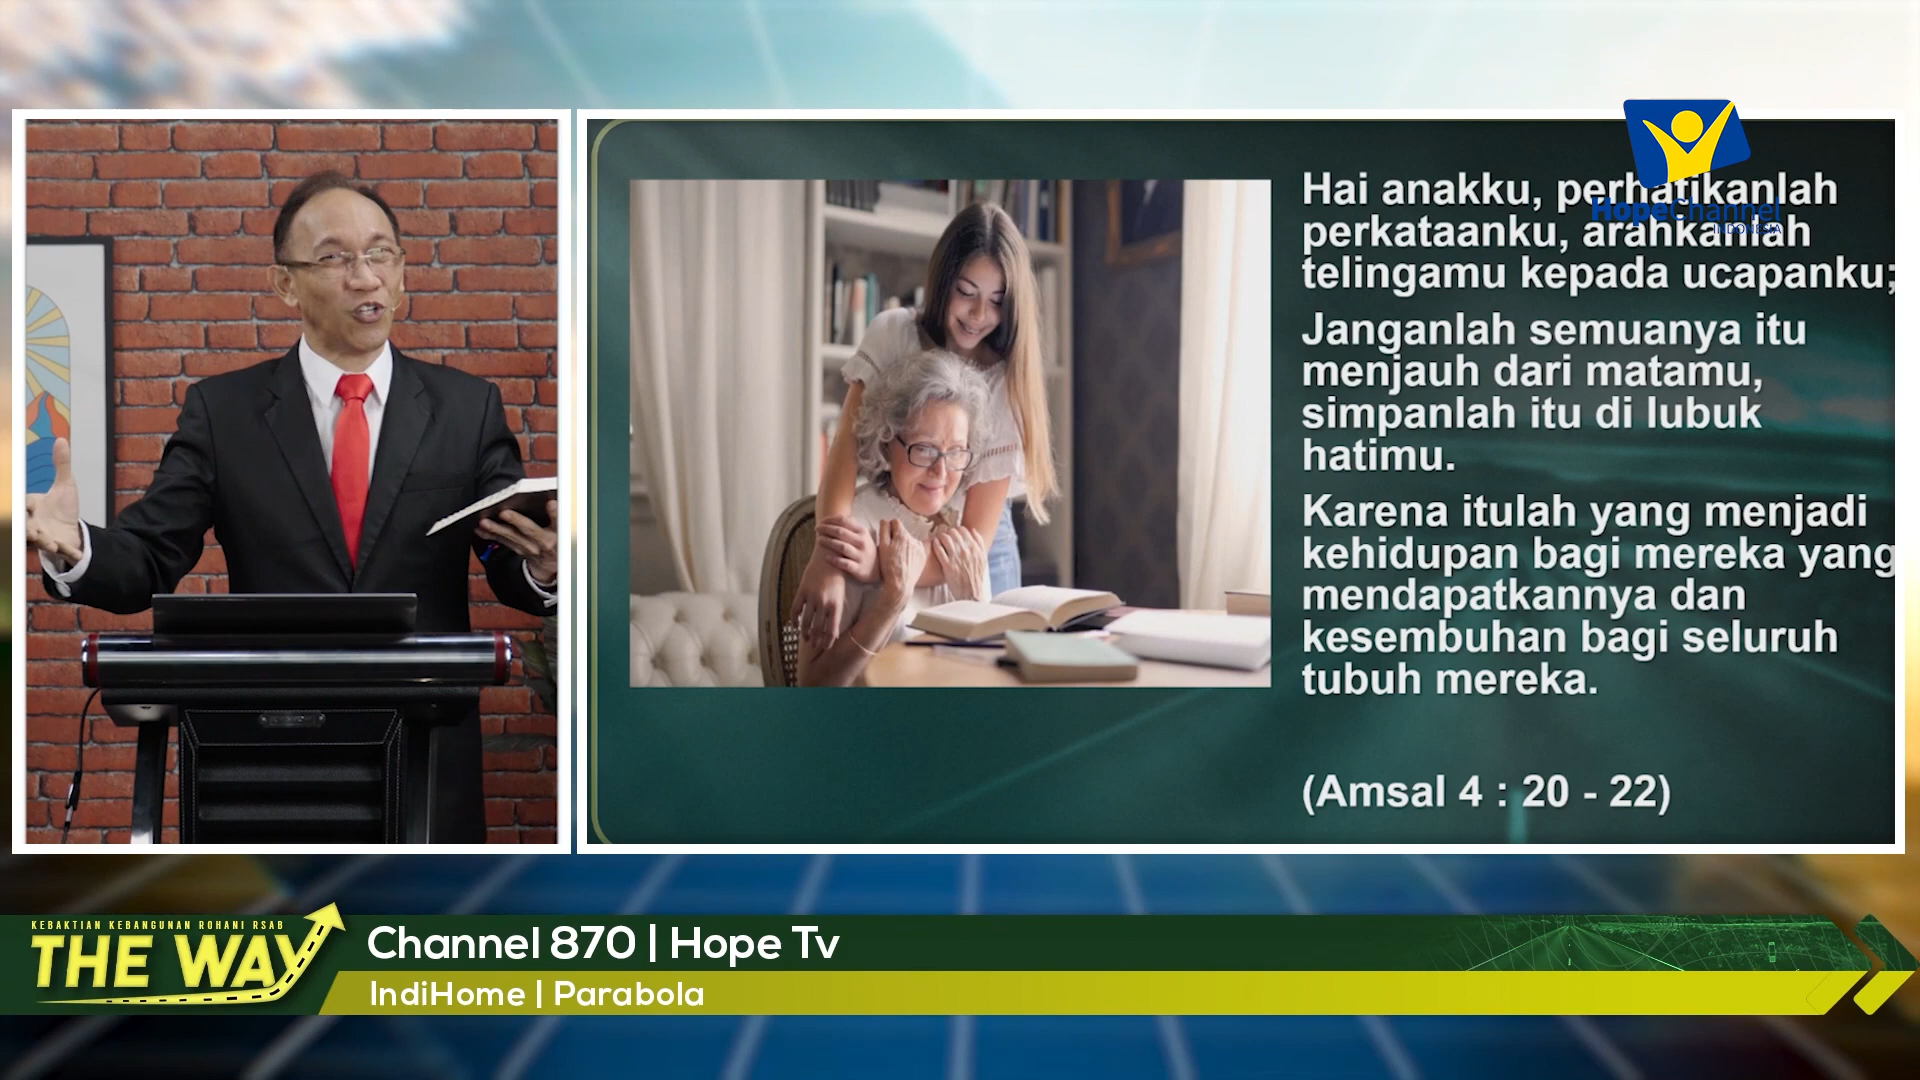 HopeChannel
INDONESIA
Hai anakku, perhatikanlah
perkataanku, arahkanlah
telingamu kepada ucapanku;
Janganlah semuanya itu
menjauh dari matamu,
simpanlah itu di lubuk
hatimu.
Karena itulah yang menjadi
kehidupan bagi mereka yang
mendapatkannya dan
kesembuhan bagi seluruh
tubuh mereka.
(Amsal 4 : 20 - 22)
KEBAKTIAN KEBANGUNAN ROHANI RSAB
THE WAY
Channel 870 | Hope Tv
IndiHome | Parabola